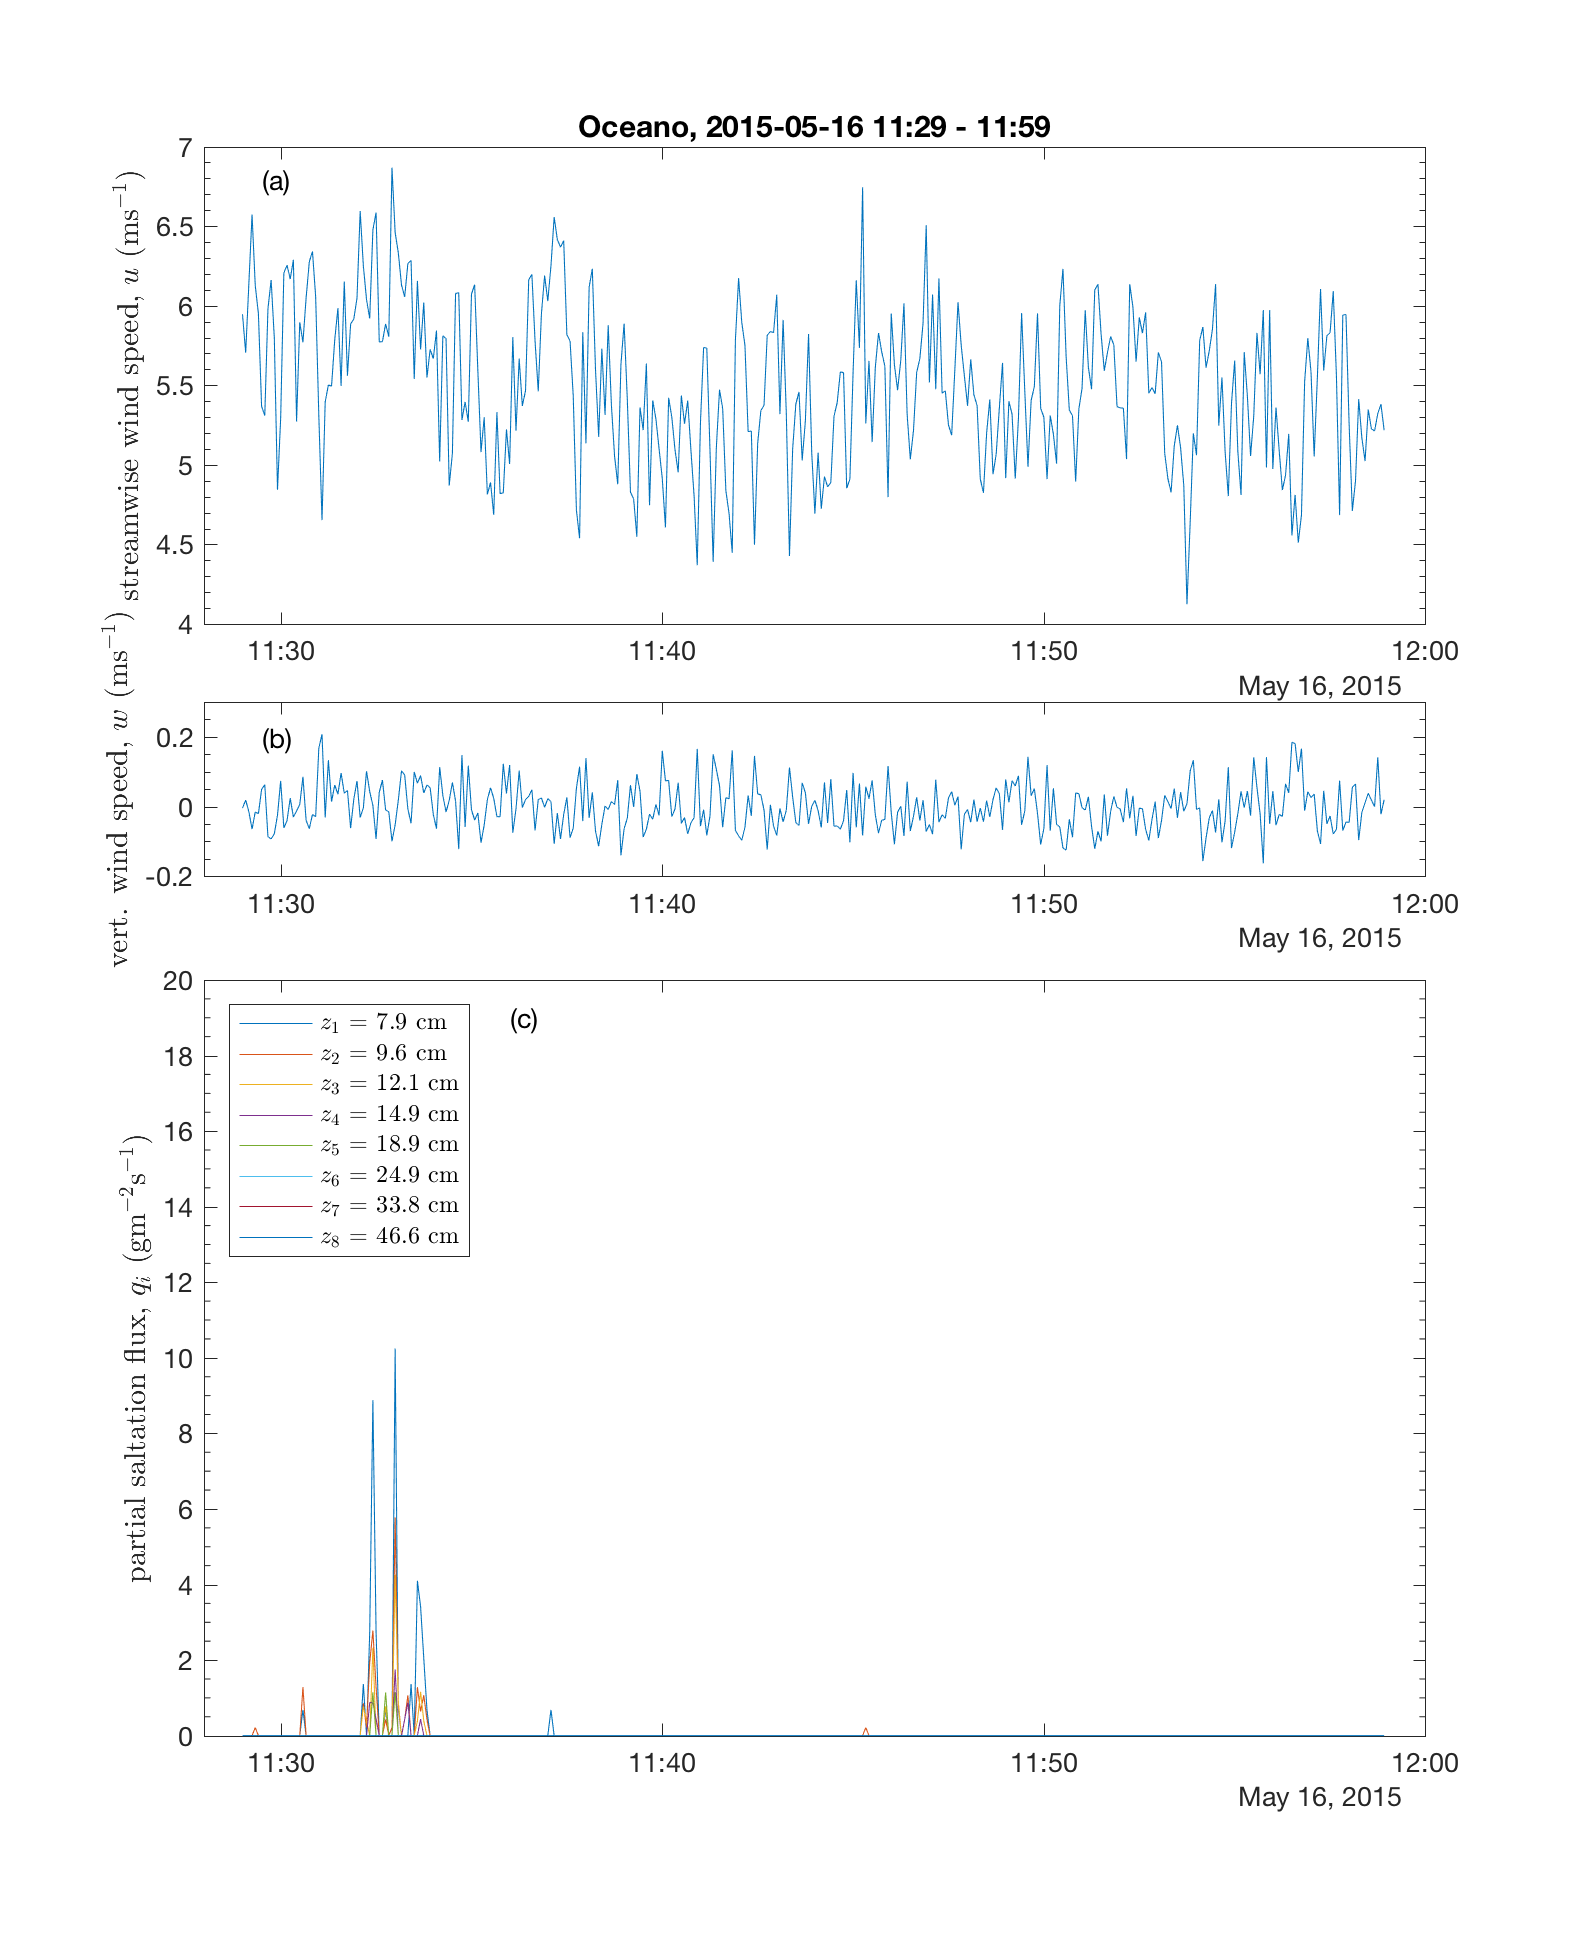 Oceano, 2015-05-16 11:29 - 11:59
streamwise wind speed, u (ms⁻¹)
(a)
7
6.5
6
5.5
5
4.5
4
11:30 11:40 11:50 12:00
May 16, 2015
vert. wind speed, w (ms⁻¹)
(b)
0.2
0
-0.2
11:30 11:40 11:50 12:00
May 16, 2015
partial saltation flux, qᵢ (gm⁻²s⁻¹)
(c)
20
18
16
14
12
10
8
6
4
2
0
z₁ = 7.9 cm
z₂ = 9.6 cm
z₃ = 12.1 cm
z₄ = 14.9 cm
z₅ = 18.9 cm
z₆ = 24.9 cm
z₇ = 33.8 cm
z₈ = 46.6 cm
11:30 11:40 11:50 12:00
May 16, 2015